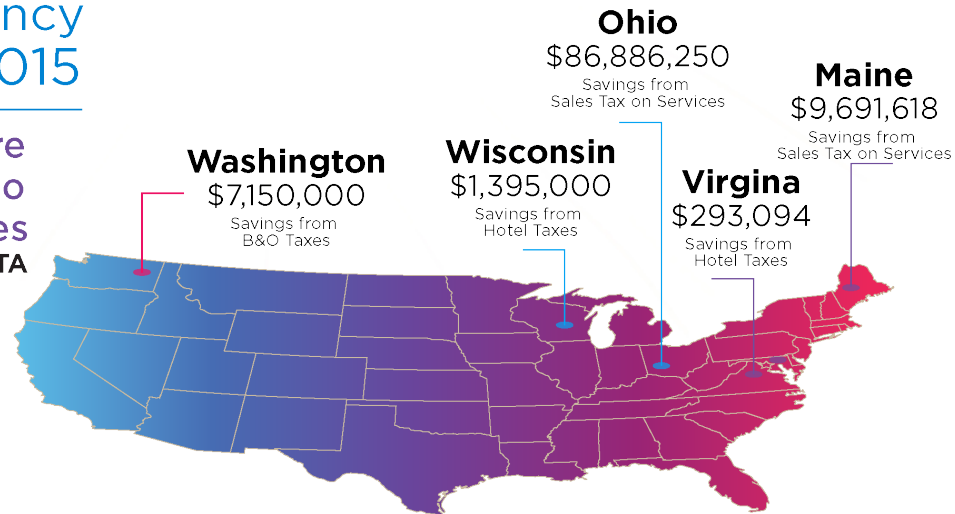 ncy
015
re
o
es
TA
Ohio
$86,886,250
Savings from
Sales Tax on Services
Maine
$9,691,618
Savings from
Sales Tax on Services
Washington
$7,150,000
Savings from
B&O Taxes
Wisconsin
$1,395,000
Savings from
Hotel Taxes
Virgina
$293,094
Savings from
Hotel Taxes